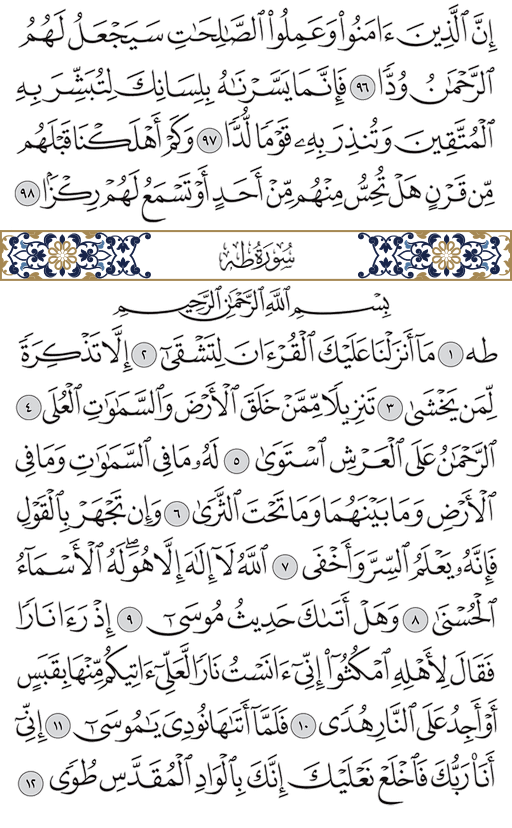 إِنَّ ٱلَّذِينَ ءَامَنُوا۟ وَعَمِلُوا۟ ٱلصَّٰلِحَٰتِ سَيَجْعَلُ لَهُمُ
ٱلرَّحْمَٰنُ وُدًّا ٩٦ فَإِنَّمَا يَسَّرْنَٰهُ بِلِسَانِكَ لِتُبَشِّرَ بِهِ
ٱلْمُتَّقِينَ وَتُنذِرَ بِهِۦ قَوْمًا لُّدًّا ٩٧ وَكَمْ أَهْلَكْنَا قَبْلَهُم
مِّن قَرْنٍ هَلْ تُحِسُّ مِنْهُم مِّنْ أَحَدٍ أَوْ تَسْمَعُ لَهُمْ رِكْزًۢا ٩٨
سُورَةُ طه
بِسْمِ ٱللَّهِ ٱلرَّحْمَٰنِ ٱلرَّحِيمِ
طه ١ مَآ أَنزَلْنَا عَلَيْكَ ٱلْقُرْءَانَ لِتَشْقَىٰٓ ٢ إِلَّا تَذْكِرَةً
لِّمَن يَخْشَىٰ ٣ تَنزِيلًا مِّمَّنْ خَلَقَ ٱلْأَرْضَ وَٱلسَّمَٰوَٰتِ ٱلْعُلَى ٤
ٱلرَّحْمَٰنُ عَلَى ٱلْعَرْشِ ٱسْتَوَىٰ ٥ لَهُۥ مَا فِى ٱلسَّمَٰوَٰتِ وَمَا فِى
ٱلْأَرْضِ وَمَا بَيْنَهُمَا وَمَا تَحْتَ ٱلثَّرَىٰ ٦ وَإِن تَجْهَرْ بِٱلْقَوْلِ
فَإِنَّهُۥ يَعْلَمُ ٱلسِّرَّ وَأَخْفَى ٧ ٱللَّهُ لَآ إِلَٰهَ إِلَّا هُوَ ۖ لَهُ ٱلْأَسْمَآءُ
ٱلْحُسْنَىٰ ٨ وَهَلْ أَتَىٰكَ حَدِيثُ مُوسَىٰٓ ٩ إِذْ رَءَا نَارًا
فَقَالَ لِأَهْلِهِ ٱمْكُثُوٓا۟ إِنِّىٓ ءَانَسْتُ نَارًا لَّعَلِّىٓ ءَاتِيكُم مِّنْهَا بِقَبَسٍ
أَوْ أَجِدُ عَلَى ٱلنَّارِ هُدًى ١٠ فَلَمَّآ أَتَىٰهَا نُودِىَ يَٰمُوسَىٰٓ ١١ إِنِّىٓ
أَنَا۠ رَبُّكَ فَٱخْلَعْ نَعْلَيْكَ إِنَّكَ بِٱلْوَادِ ٱلْمُقَدَّسِ طُوًى ١٢